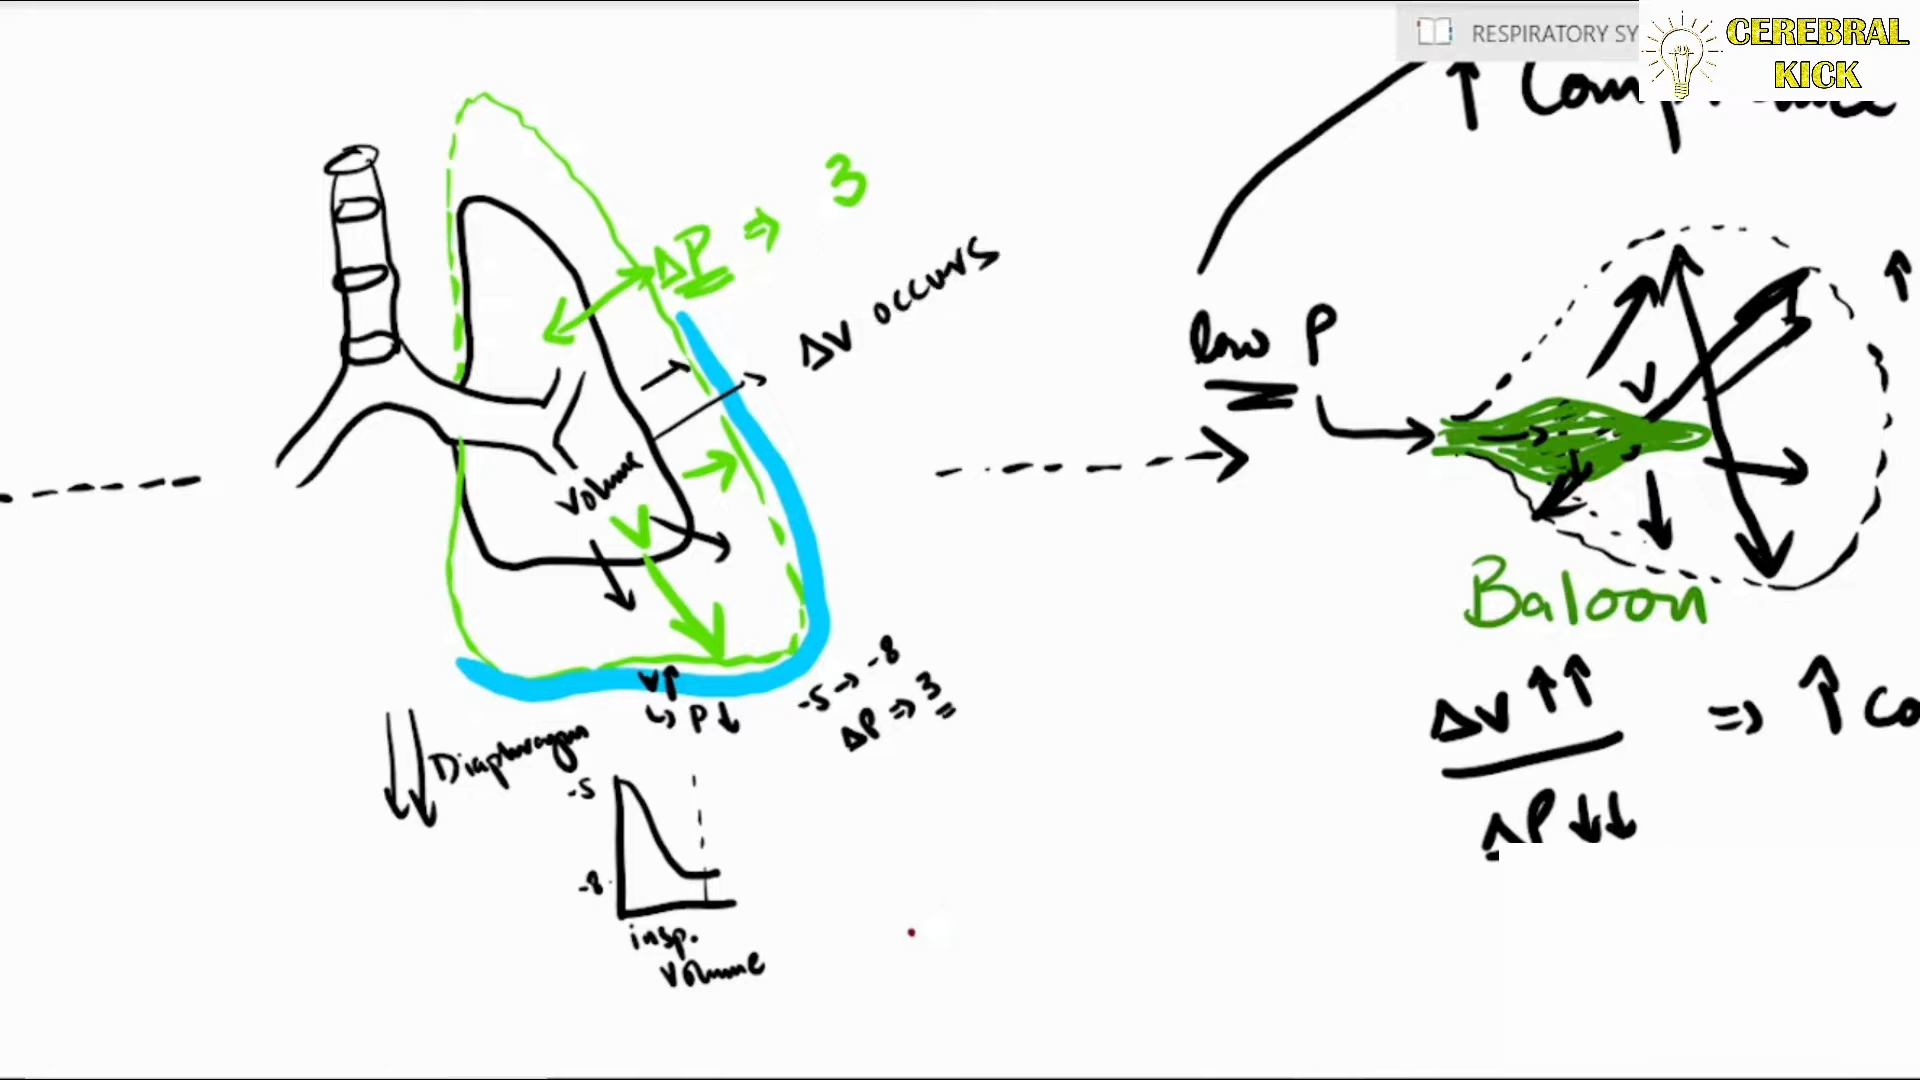 RESPIRATORY SY
CEREBRAL
KICK
↑
3
ΔP ⇒
ΔV occurs
low P
↑
V
Volume
V
Baloon
V↑
↳ P↓
-5 → -8
ΔP ⇒ 3
Diaphragm
ΔV ↑↑ ⇒ ↑ Co
ΔP ↓↓
-5
-8
insp.
Volume